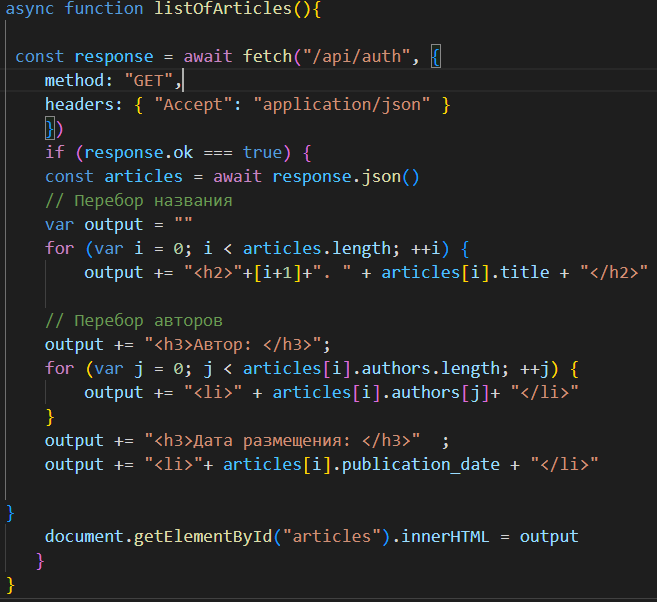 async function listOfArticles(){
const response = await fetch("/api/auth", {
method: "GET",
headers: { "Accept": "application/json" }
})
if (response.ok === true) {
const articles = await response.json()
// Перебор названия
var output = ""
for (var i = 0; i < articles.length; ++i) {
output += "<h2>"+[i+1]+". " + articles[i].title + "</h2>"
// Перебор авторов
output += "<h3>Автор: </h3>";
for (var j = 0; j < articles[i].authors.length; ++j) {
output += "<li>" + articles[i].authors[j]+ "</li>"
}
output += "<h3>Дата размещения: </h3>"  ;
output += "<li>"+ articles[i].publication_date + "</li>"
}
document.getElementById("articles").innerHTML = output
}
}